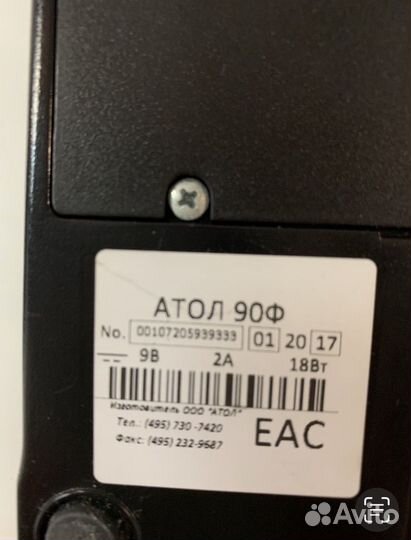 АТОЛ 90Ф
No. 00107205939333 01 20 17
9В 2А 18Вт
Изготовитель ООО "АТОЛ"
Тел.: (495) 730 -7420
Факс: (495) 232-9687
EAC
Avito